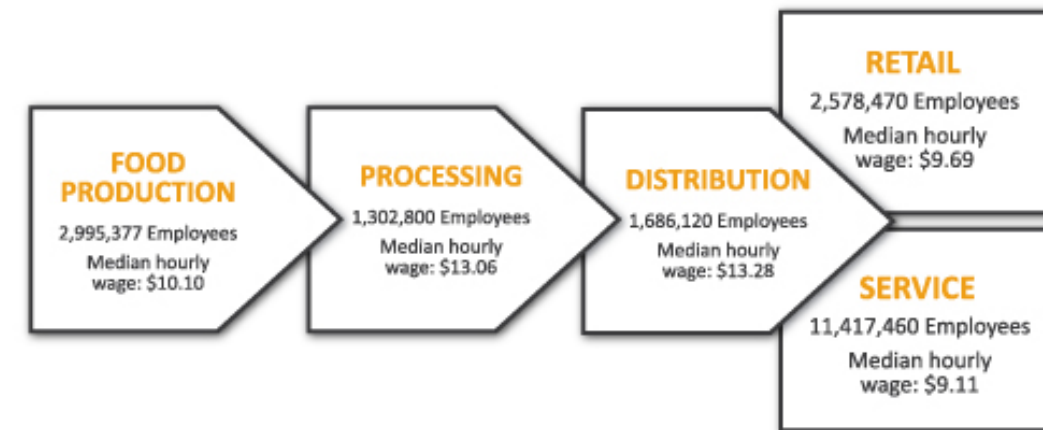 FOOD
PRODUCTION
2,995,377 Employees
Median hourly
wage: $10.10
PROCESSING
1,302,800 Employees
Median hourly
wage: $13.06
DISTRIBUTION
1,686,120 Employees
Median hourly
wage: $13.28
RETAIL
2,578,470 Employees
Median hourly
wage: $9.69
SERVICE
11,417,460 Employees
Median hourly
wage: $9.11